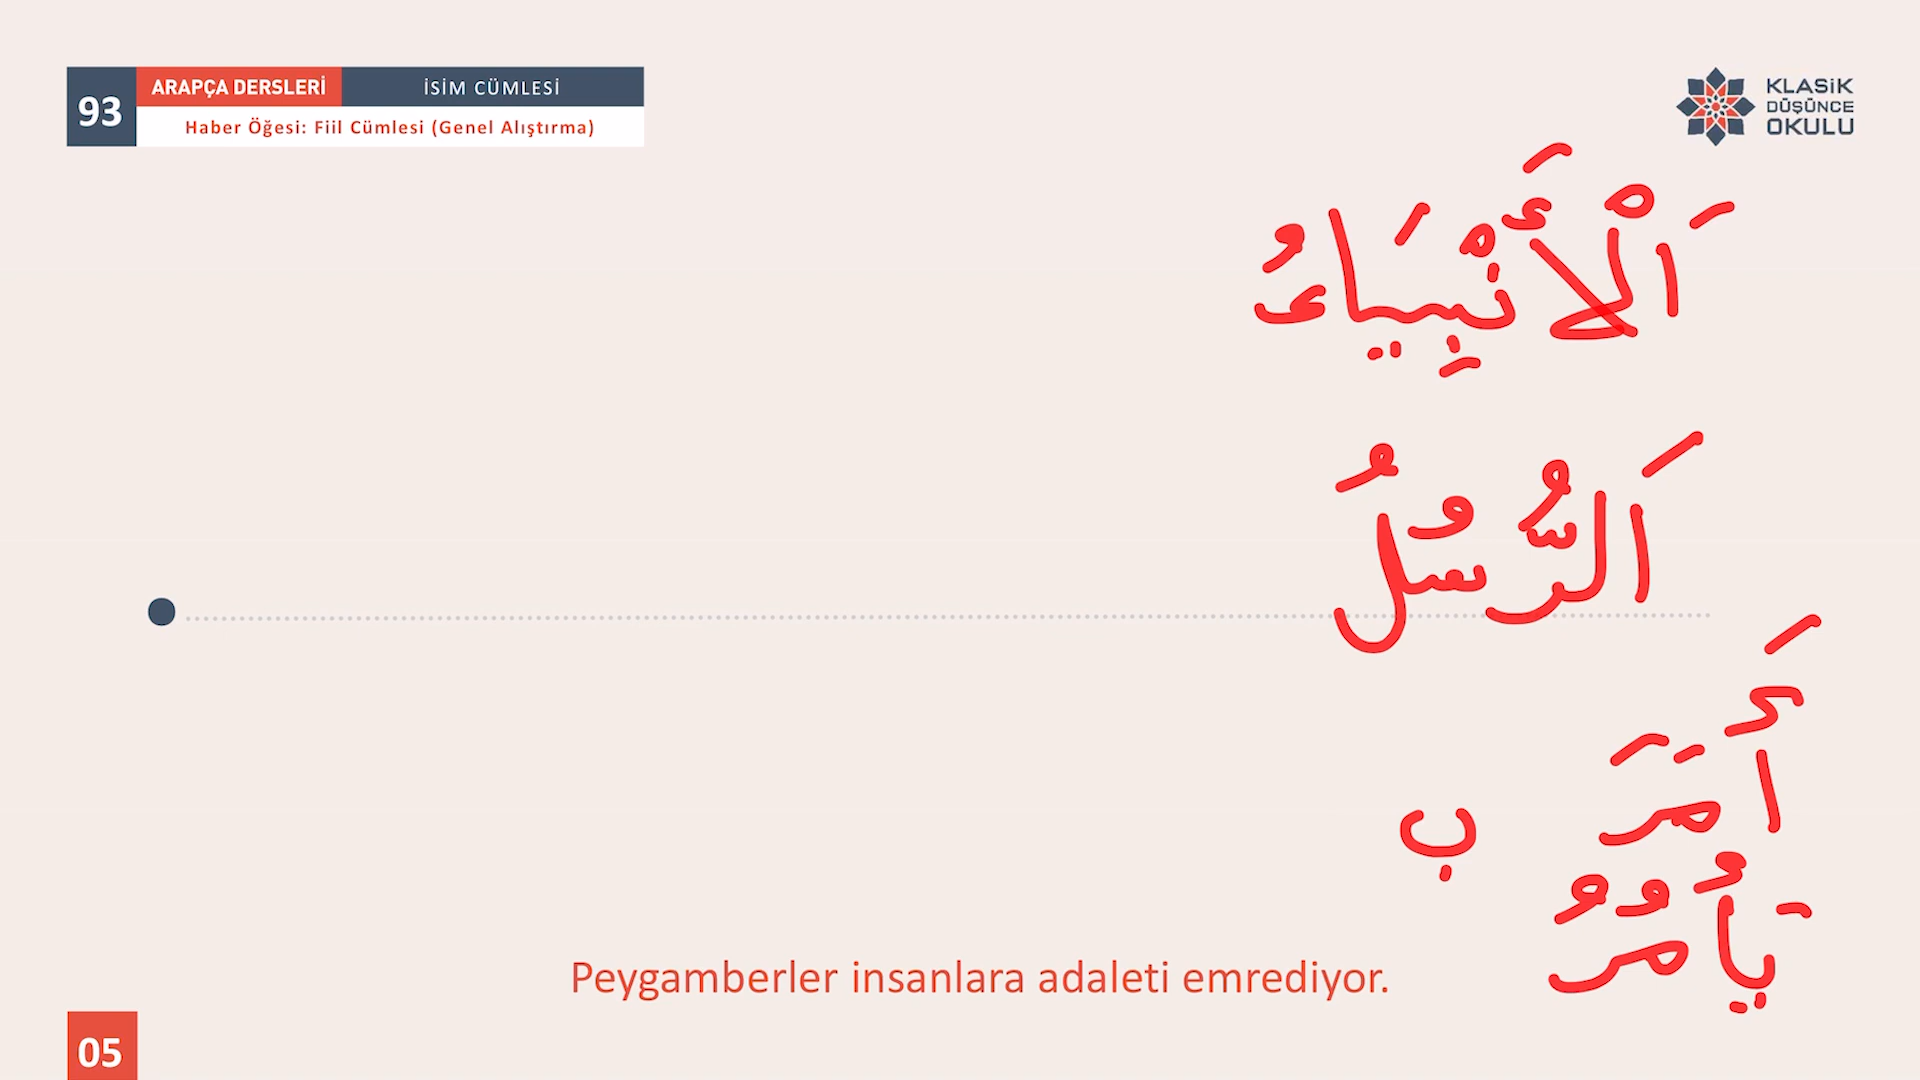 93
ARAPÇA DERSLERİ
İSİM CÜMLESİ
Haber Öğesi: Fiil Cümlesi (Genel Alıştırma)
KLASİK
DÜŞÜNCE
OKULU
اَلْأَنْبِيَاءُ
اَلرُّسُلُ
أَمَرَ ب
يَأْمُرُ
Peygamberler insanlara adaleti emrediyor.
05